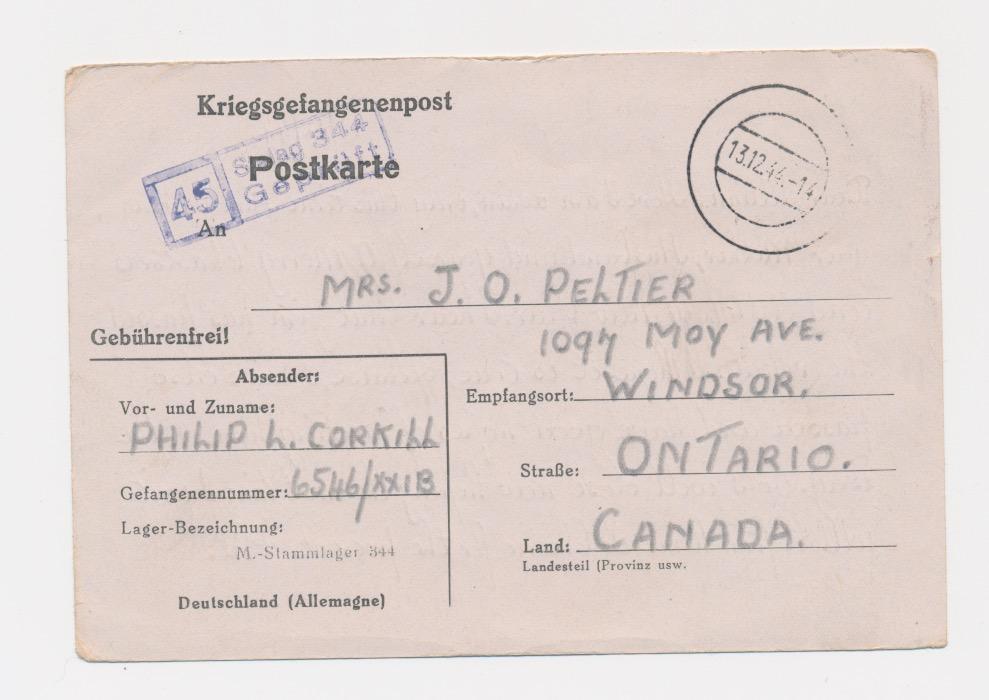 Kriegsgefangenenpost
45
Stalag 344
Geprüft
Postkarte
13.12.44.-14
An
MRS. J. O. PELTIER
1094 MOY AVE.
Gebührenfrei!
Empfangsort: WINDSOR.
Absender:
Vor- und Zuname:
PHILIP L. CORKILL
Straße: ONTARIO.
Gefangenennummer: 6546/XXIB
Lager-Bezeichnung:
M.-Stammlager 344
Land: CANADA.
Landesteil (Provinz usw.
Deutschland (Allemagne)